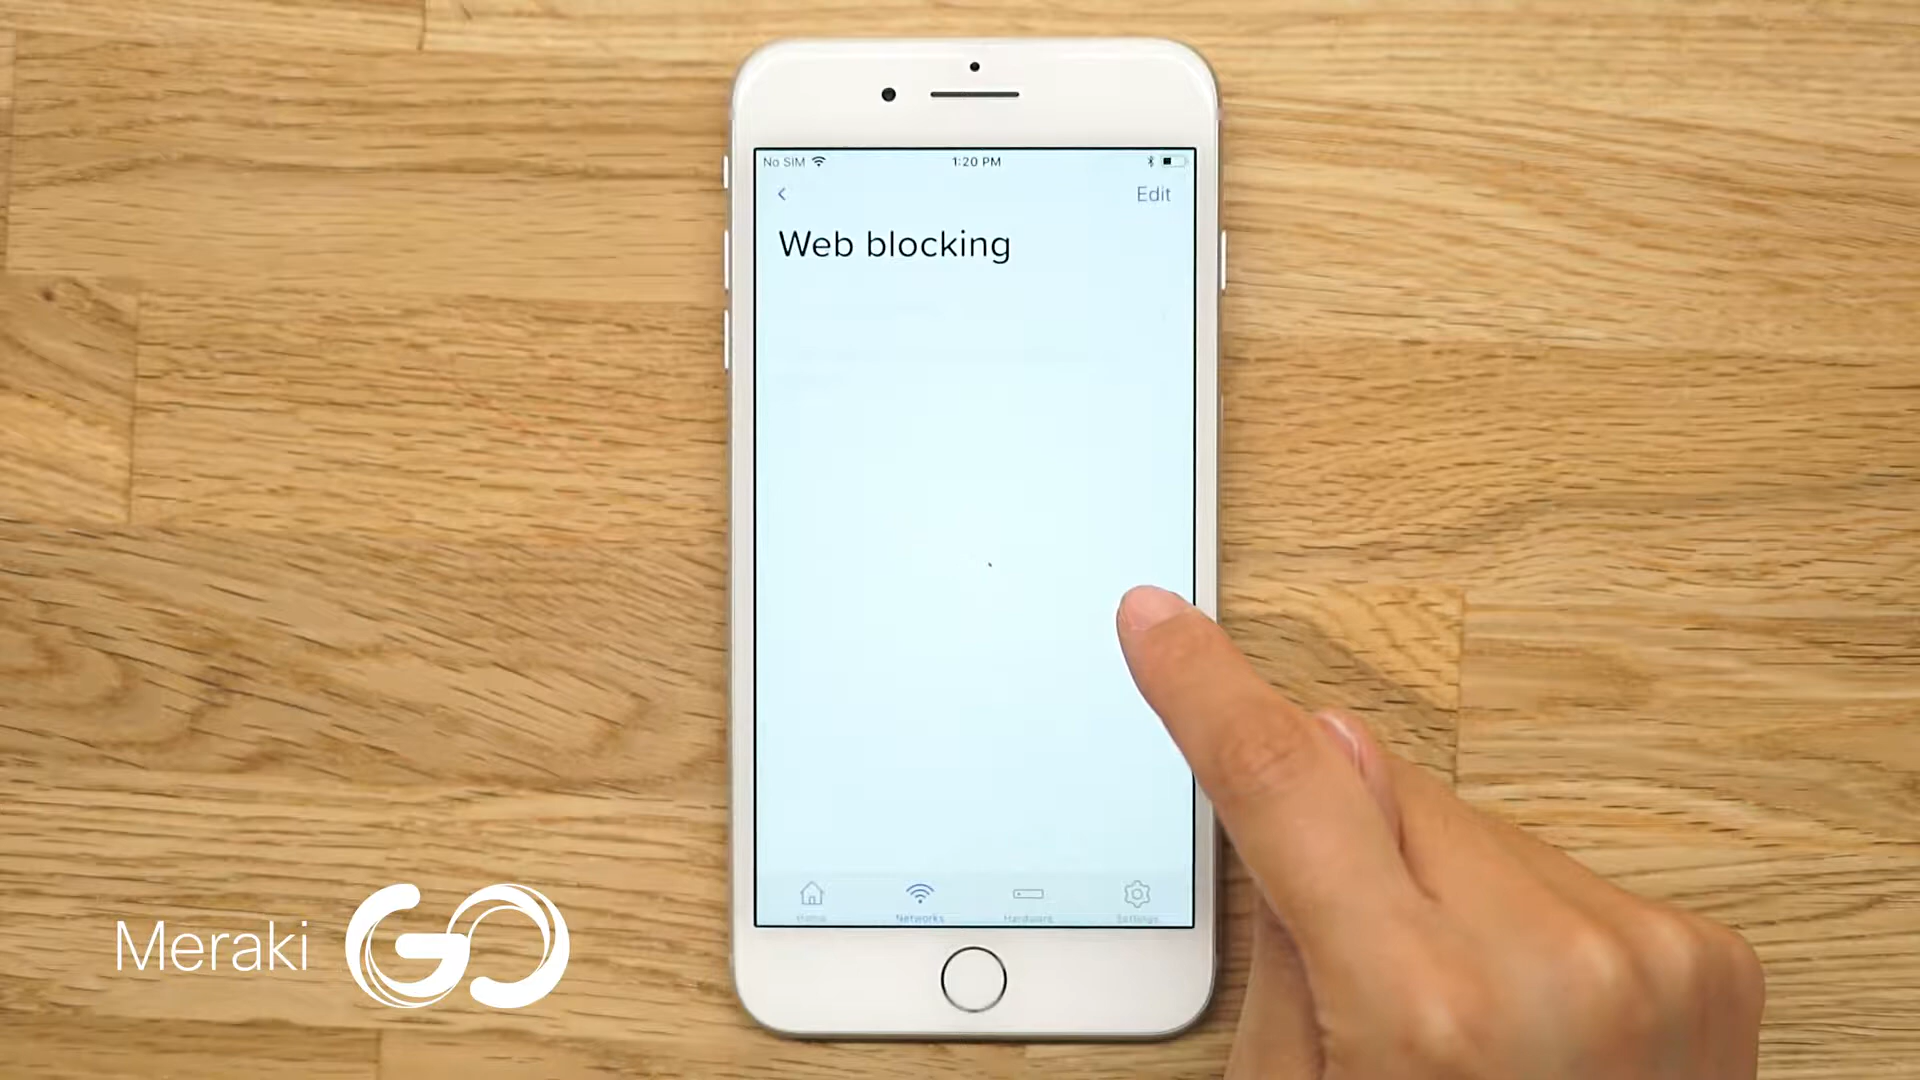 No SIM
1:20 PM
Edit
Web blocking
Home
Networks
Hardware
Settings
Meraki GO